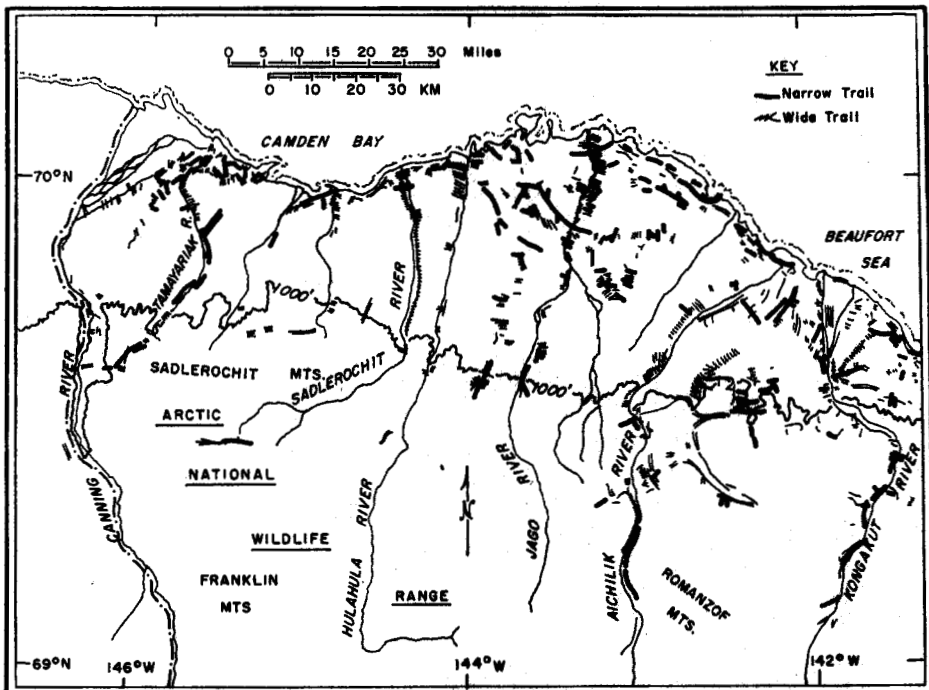 0 5 10 15 20 25 30 Miles
0 10 20 30 KM
KEY
Narrow Trail
Wide Trail
CAMDEN BAY
70°N
BEAUFORT
SEA
TAMAYARIAK R.
1000'
RIVER
SADLEROCHIT MTS.
SADLEROCHIT
1000'
RIVER
ARCTIC
NATIONAL
WILDLIFE
RANGE
CANNING
FRANKLIN
MTS
HULAHULA RIVER
N
JAGO RIVER
AICHILIK RIVER
ROMANZOF
MTS.
KONGAKUT RIVER
69°N 146°W 144°W 142°W